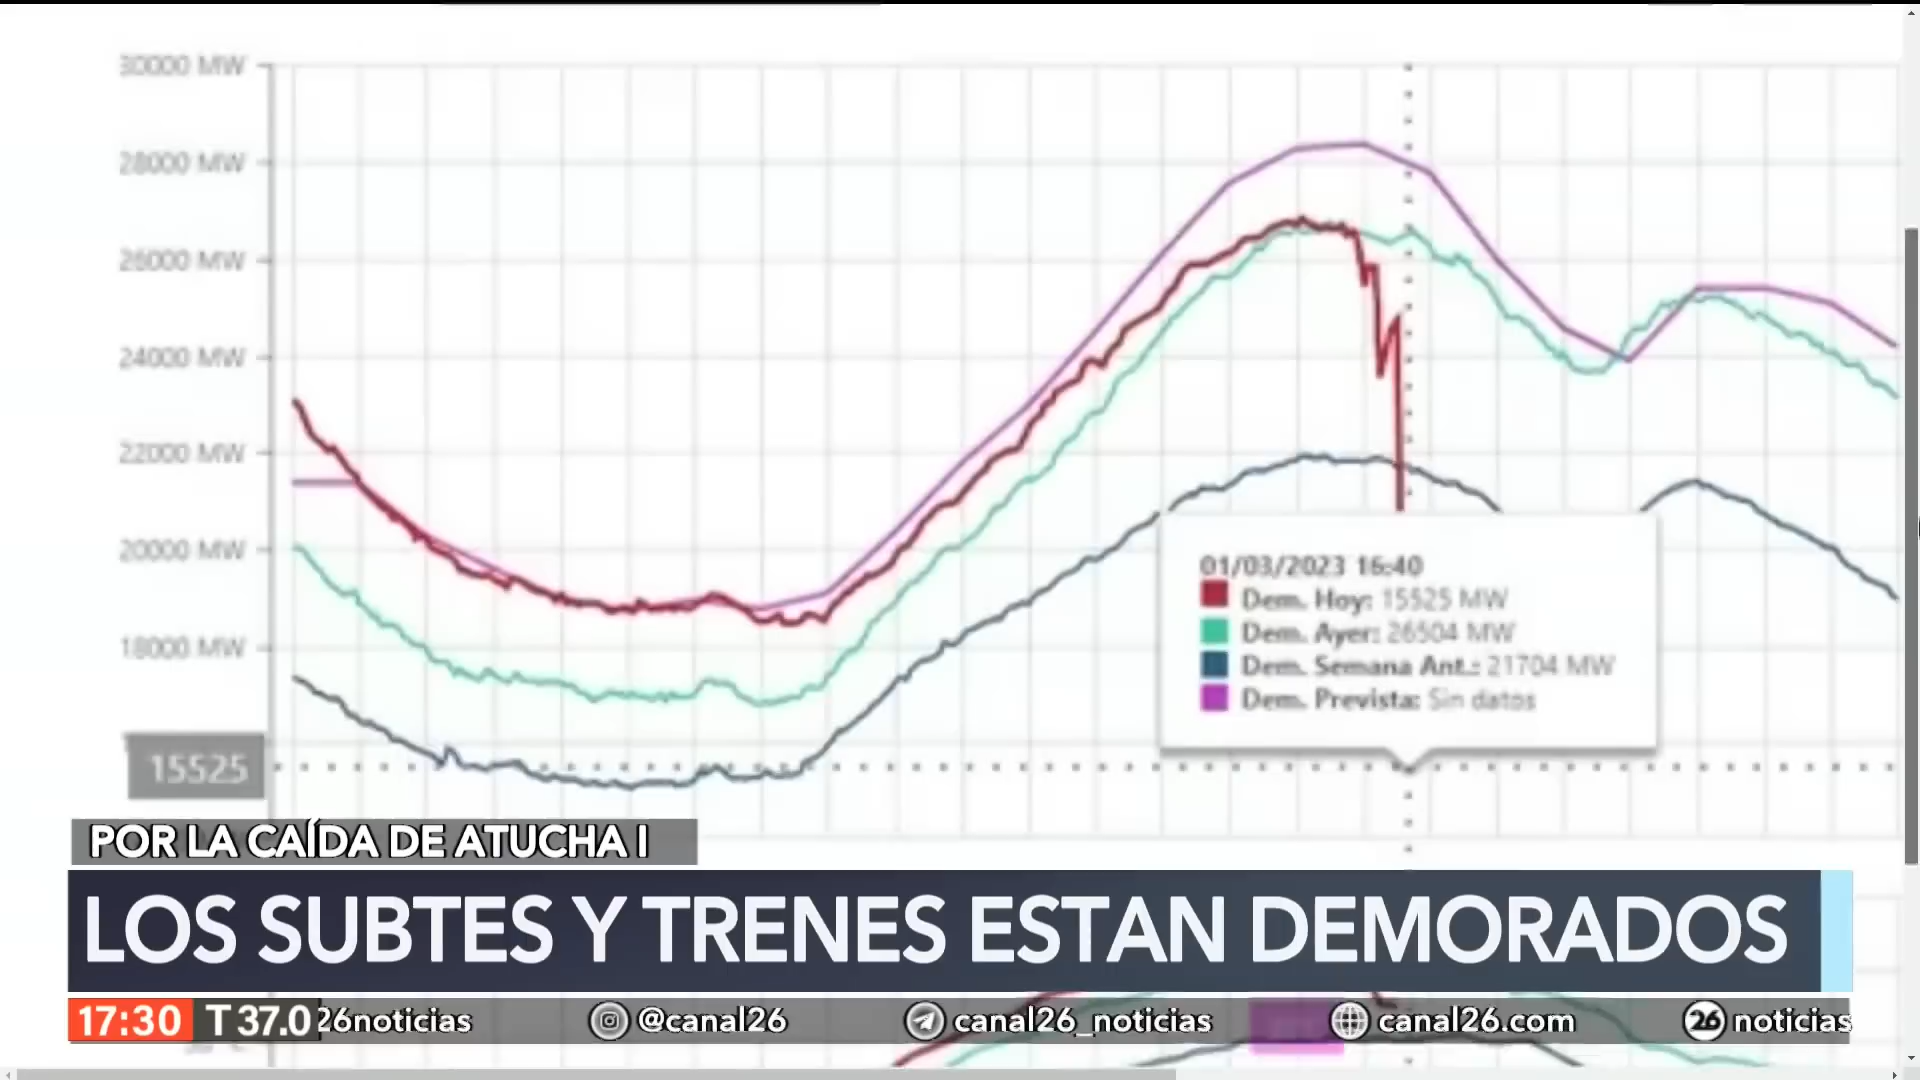 30000 MW
28000 MW
26000 MW
24000 MW
22000 MW
20000 MW
18000 MW
15525
01/03/2023 16:40
Dem. Hoy: 15525 MW
Dem. Ayer: 26504 MW
Dem. Semana Ant.: 21704 MW
Dem. Prevista: Sin datos
POR LA CAÍDA DE ATUCHA I
LOS SUBTES Y TRENES ESTAN DEMORADOS
17:30 T 37.0 26noticias @canal26 canal26_noticias canal26.com 26 noticias